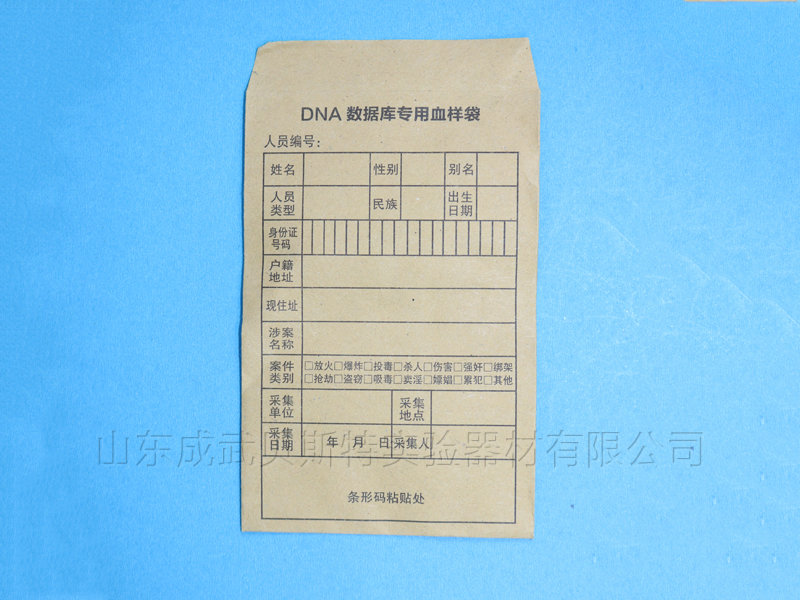 DNA 数据库专用血样袋
人员编号:
姓名 性别 别名
人员类型 民族 出生日期
身份证号码
户籍地址
现住址
涉案名称
案件类别 □放火□爆炸□投毒□杀人□伤害□强奸□绑架
□抢劫□盗窃□吸毒□卖淫□嫖娼□累犯□其他
采集单位 采集地点
采集日期 年 月 日 采集人
山东成武贝斯特实验器材有限公司
条形码粘贴处